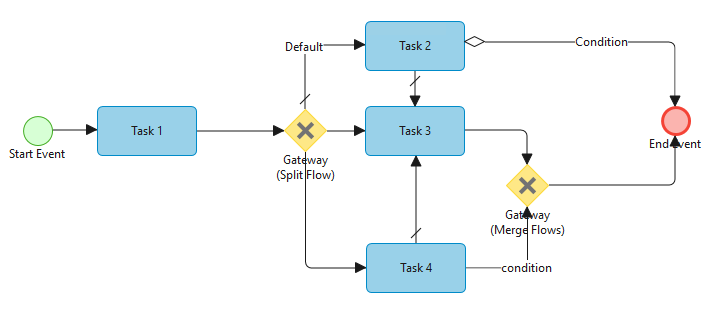 Default
Task 2
Condition
Start Event
Task 1
Gateway
(Split Flow)
Task 3
End Event
Gateway
(Merge Flows)
Task 4
condition